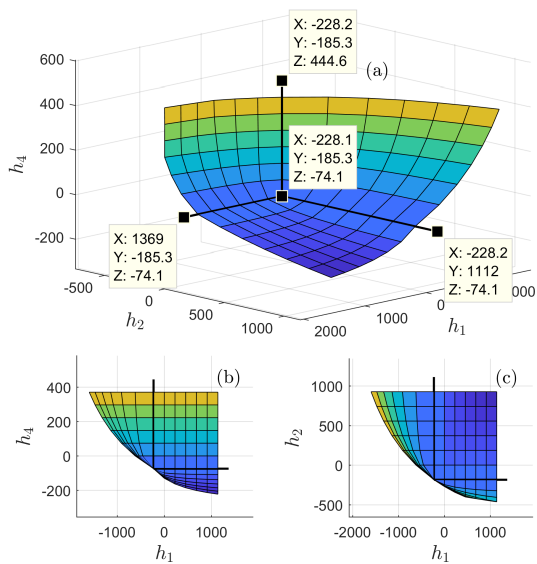 X: -228.2
Y: -185.3
Z: 444.6
(a)
600
400
200
0
-200
h4
X: -228.1
Y: -185.3
Z: -74.1
X: 1369
Y: -185.3
Z: -74.1
X: -228.2
Y: 1112
Z: -74.1
-500
0
500
1000
h2
2000
1000
0
h1
(b)
400
200
0
-200
h4
-1000
0
1000
h1
(c)
1000
500
0
-500
h2
-2000
-1000
0
1000
h1